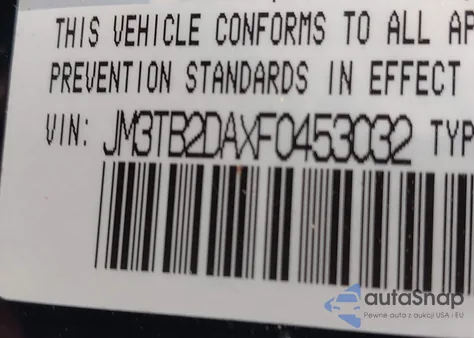 THIS VEHICLE CONFORMS TO ALL AP
PREVENTION STANDARDS IN EFFECT
VIN: JM3TB2DAXF0453032 TYP
autoSnap
Pewne auta z aukcji USA i EU